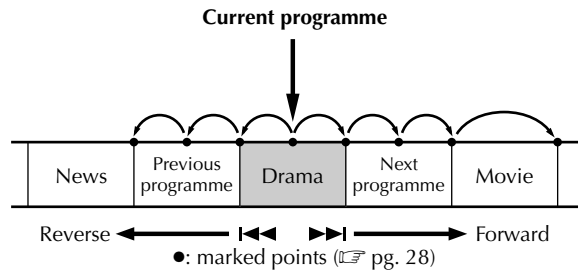 Current programme
News
Previous
programme
Drama
Next
programme
Movie
Reverse
Forward
●: marked points (☞ pg. 28)